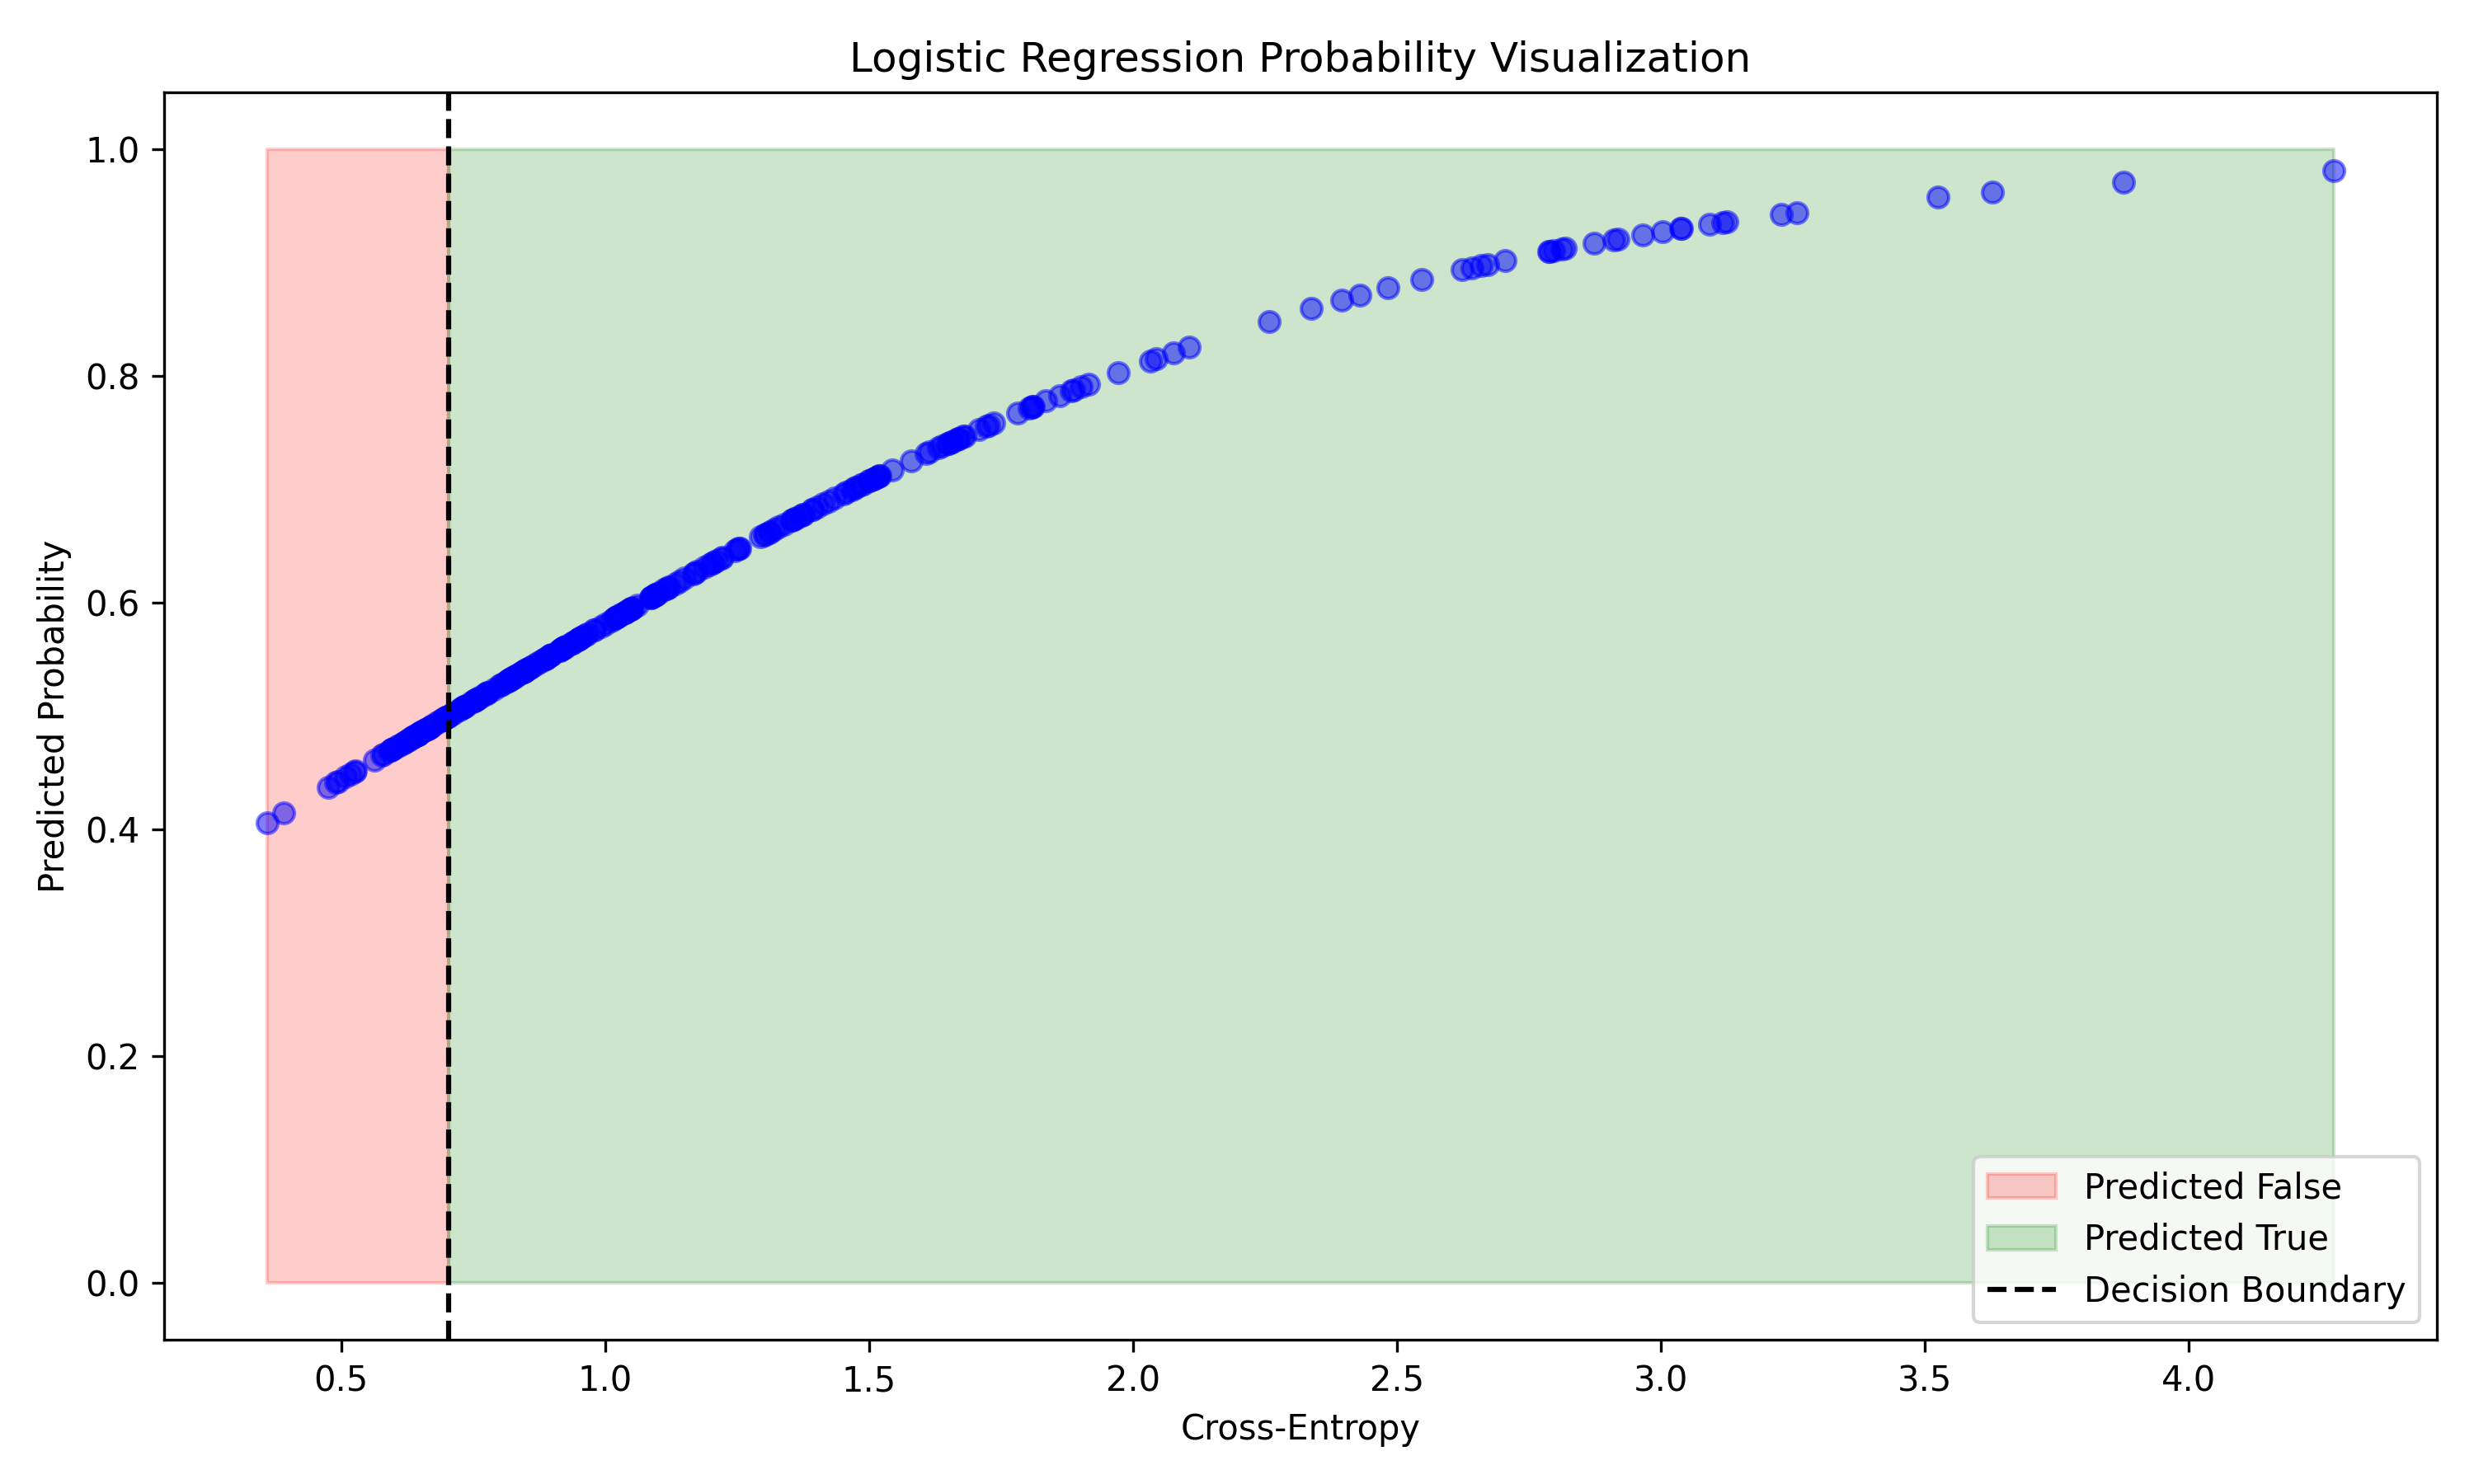 Logistic Regression Probability Visualization
Predicted Probability
1.0
0.8
0.6
0.4
0.2
0.0
0.5 1.0 1.5 2.0 2.5 3.0 3.5 4.0
Cross-Entropy
Predicted False
Predicted True
Decision Boundary